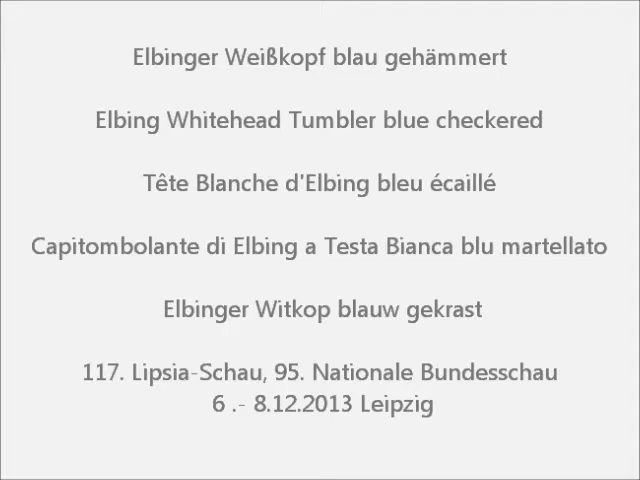 Elbinger Weißkopf blau gehämmert
Elbing Whitehead Tumbler blue checkered
Tête Blanche d'Elbing bleu écaillé
Capitombolante di Elbing a Testa Bianca blu martellato
Elbinger Witkop blauw gekrast
117. Lipsia-Schau, 95. Nationale Bundesschau
6 .- 8.12.2013 Leipzig